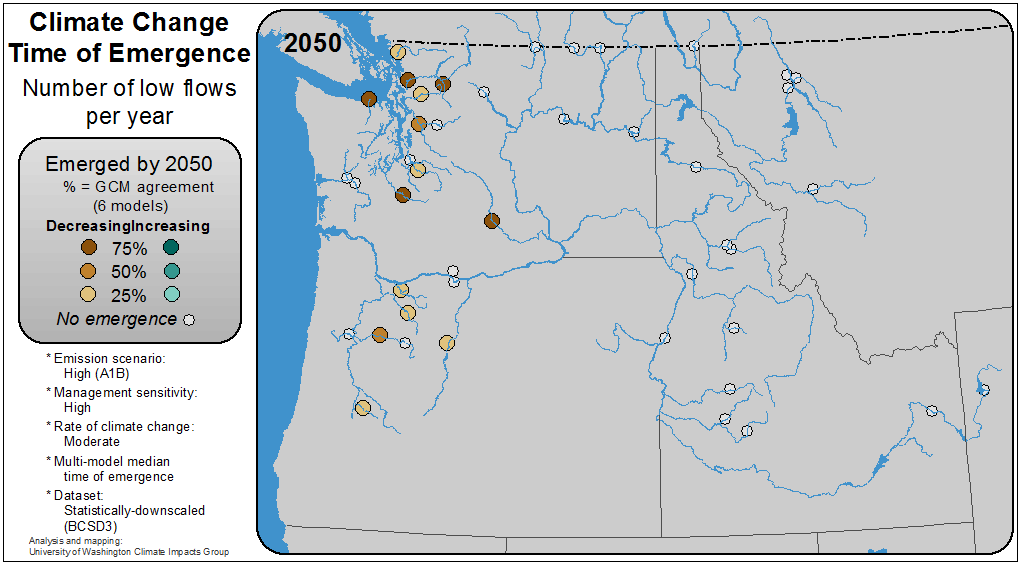 Climate Change
Time of Emergence
Number of low flows
per year
2050
Emerged by 2050
% = GCM agreement
(6 models)
DecreasingIncreasing
75%
50%
25%
No emergence
* Emission scenario:
High (A1B)
* Management sensitivity:
High
* Rate of climate change:
Moderate
* Multi-model median
time of emergence
* Dataset:
Statistically-downscaled
(BCSD3)
Analysis and mapping:
University of Washington Climate Impacts Group